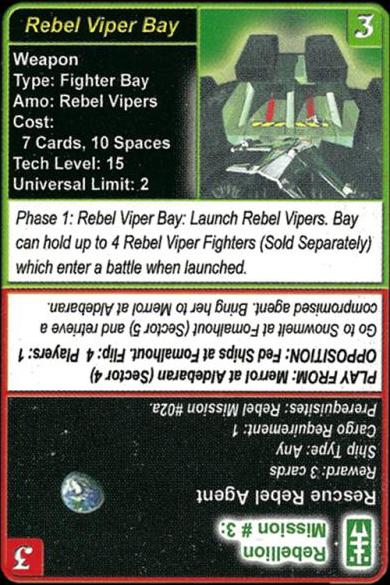 Rebel Viper Bay
3
Weapon
Type: Fighter Bay
Amo: Rebel Vipers
Cost:
7 Cards, 10 Spaces
Tech Level: 15
Universal Limit: 2
Phase 1: Rebel Viper Bay: Launch Rebel Vipers. Bay
can hold up to 4 Rebel Viper Fighters (Sold Separately)
which enter a battle when launched.
3
Rebellion
Mission # 3:
Rescue Rebel Agent
Reward: 3 cards
Ship Type: Any
Cargo Requirement: 1
Prerequisites: Rebel Mission #02a.
PLAY FROM: Merrol at Aldebaran (Sector 4)
OPPOSITION: Fed Ships at Fomalhout. Flip: 4 Players: 1
Go to Snowmelt at Fomalhout (Sector 5) and retrieve a
compromised agent. Bring her to Merrol at Aldebaran.